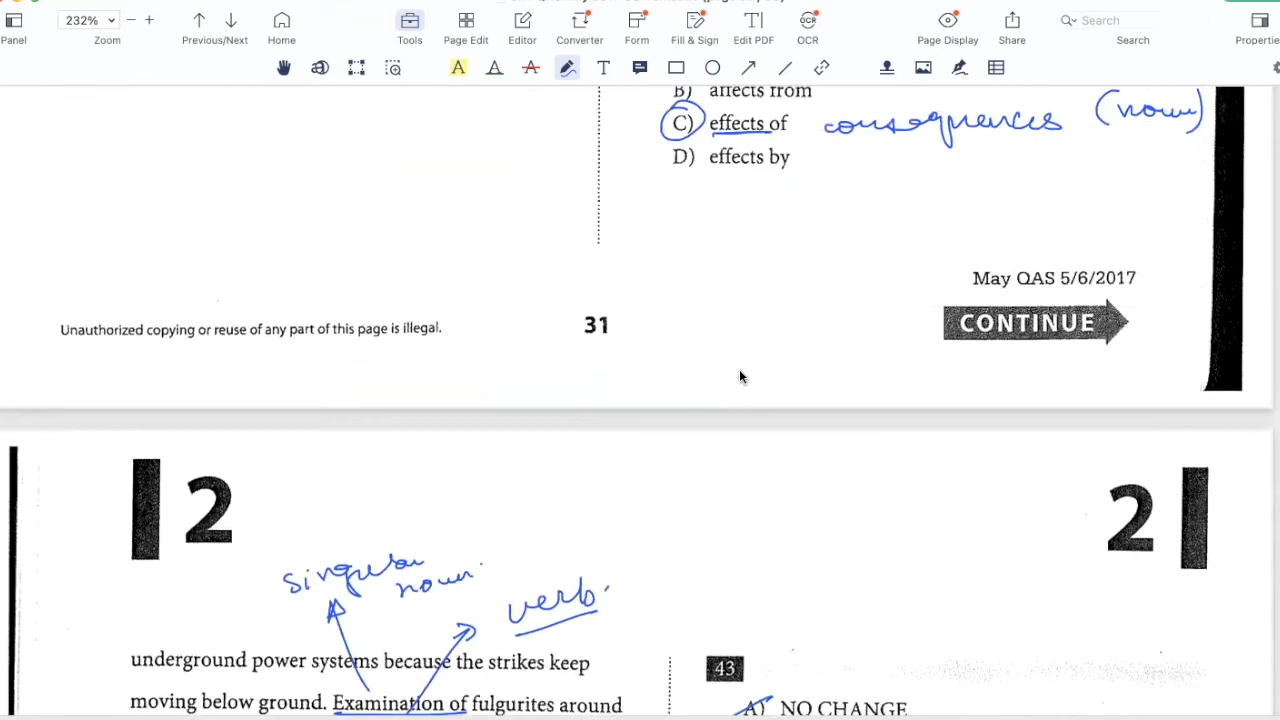 232%
Panel
Zoom
Previous/Next
Home
Tools
Page Edit
Editor
Converter
Form
Fill & Sign
Edit PDF
OCR
Page Display
Share
Search
Search
Propertie
B) affects from
C) effects of consequences (noun)
D) effects by
May QAS 5/6/2017
Unauthorized copying or reuse of any part of this page is illegal.
31
CONTINUE
2
2
singular noun.
verb.
underground power systems because the strikes keep
moving below ground. Examination of fulgurites around
43
A) NO CHANGE